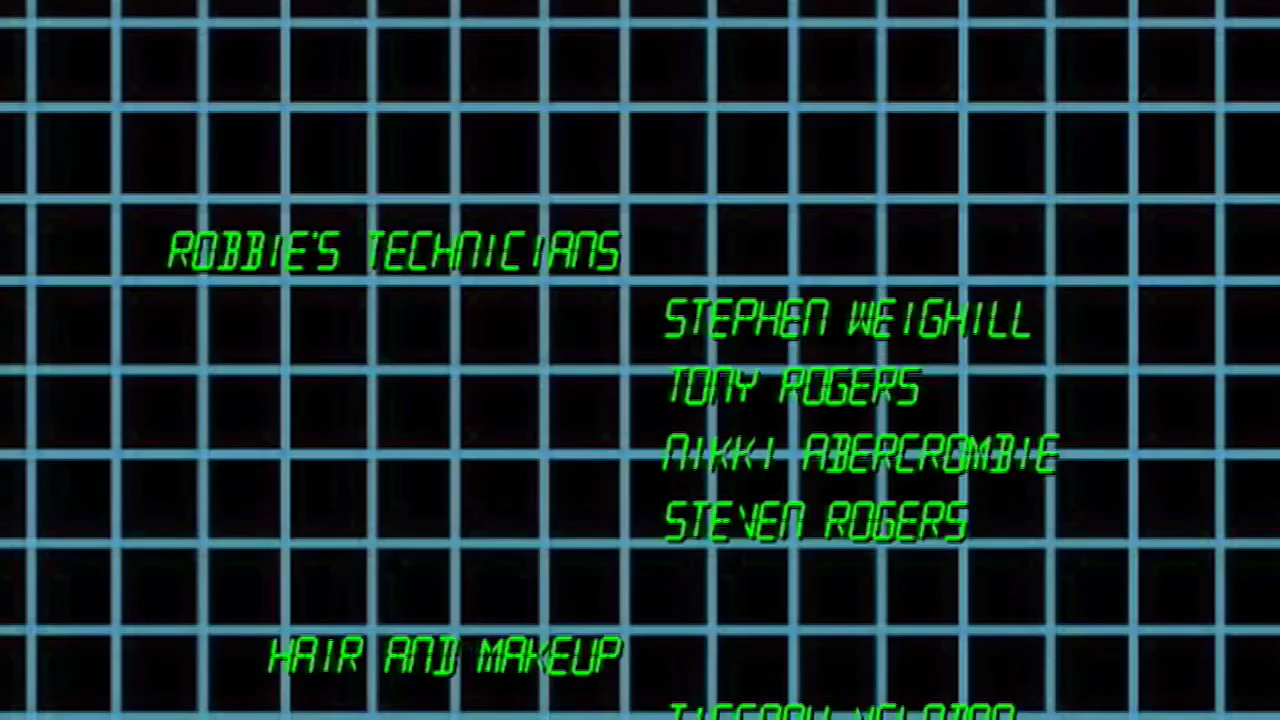 ROBBIE'S TECHNICIANS
STEPHEN WEIGHILL
TONY ROGERS
NIKKI ABERCROMBIE
STEVEN ROGERS
HAIR AND MAKEUP